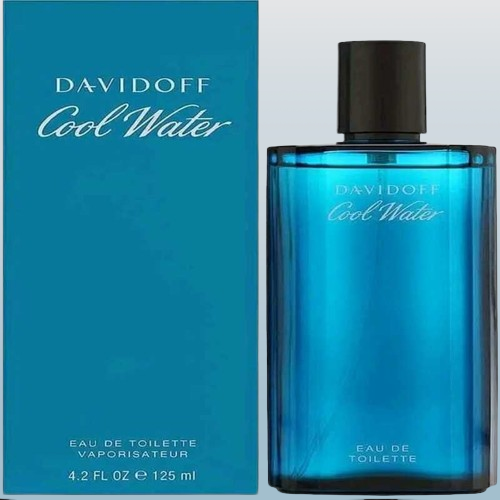 DAVIDOFF
Cool Water
EAU DE TOILETTE
VAPORISATEUR
4.2 FL OZ ℮ 125 ml
DAVIDOFF
Cool Water
EAU DE
TOILETTE